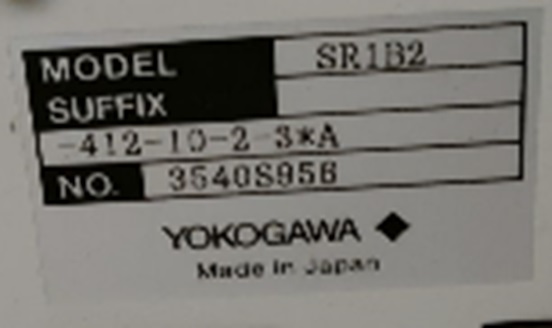 MODEL SR1B2
SUFFIX
-412-10-2 3*A
NO. 3540S956
YOKOGAWA
Made in Japan